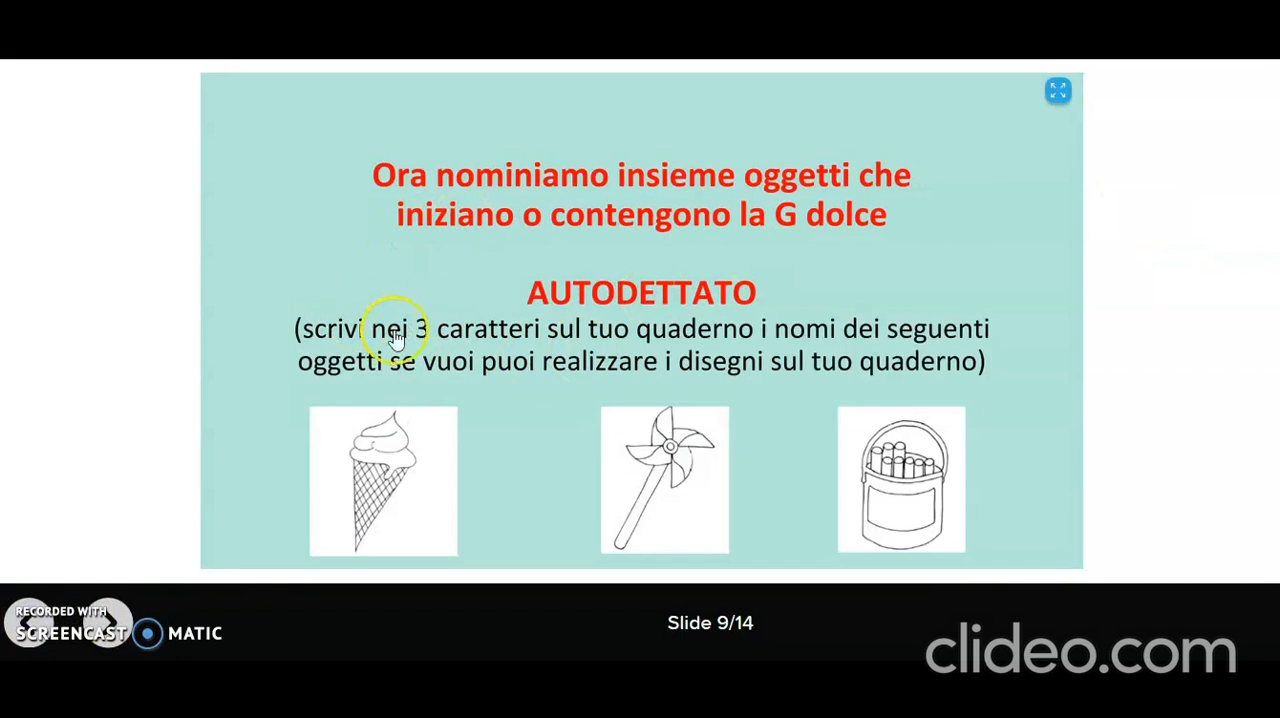 Ora nominiamo insieme oggetti che
iniziano o contengono la G dolce
AUTODETTATO
(scrivi nei 3 caratteri sul tuo quaderno i nomi dei seguenti
oggetti se vuoi puoi realizzare i disegni sul tuo quaderno)
RECORDED WITH
SCREENCAST MATIC
Slide 9/14
clideo.com